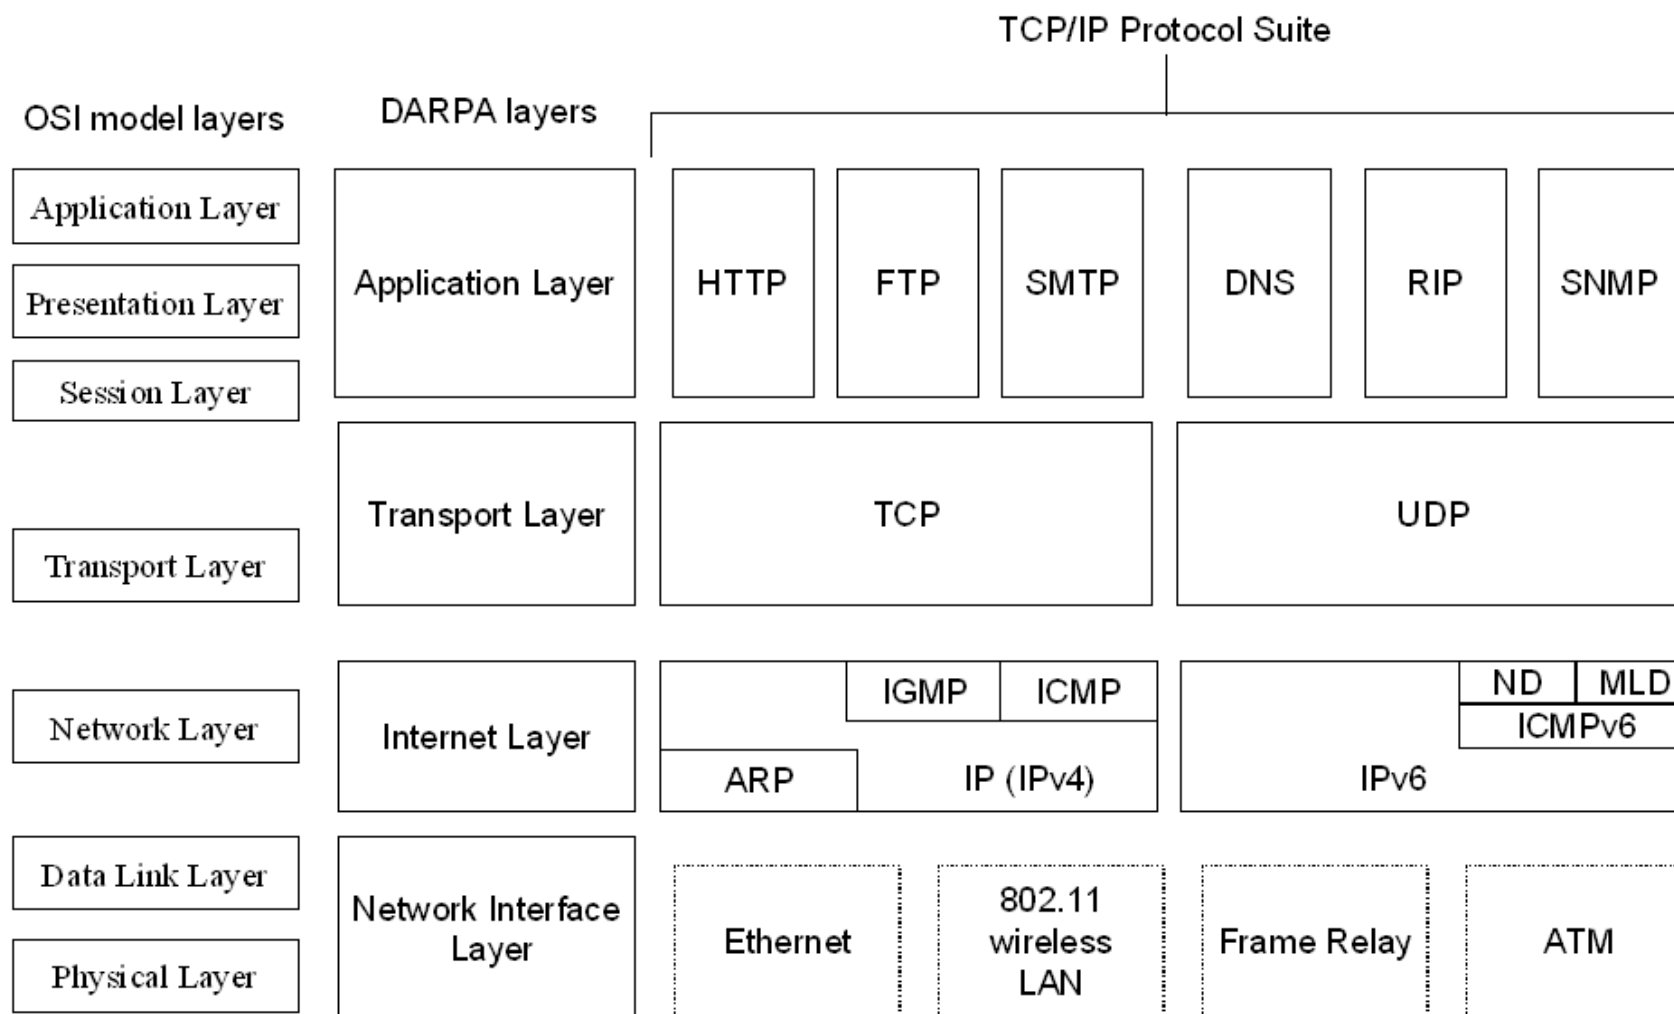 TCP/IP Protocol Suite
OSI model layers
DARPA layers
Application Layer
Presentation Layer
Session Layer
Application Layer
HTTP
FTP
SMTP
DNS
RIP
SNMP
Transport Layer
Transport Layer
TCP
UDP
Network Layer
Internet Layer
IGMP
ICMP
ARP
IP (IPv4)
ND
MLD
ICMPv6
IPv6
Data Link Layer
Physical Layer
Network Interface
Layer
Ethernet
802.11
wireless
LAN
Frame Relay
ATM